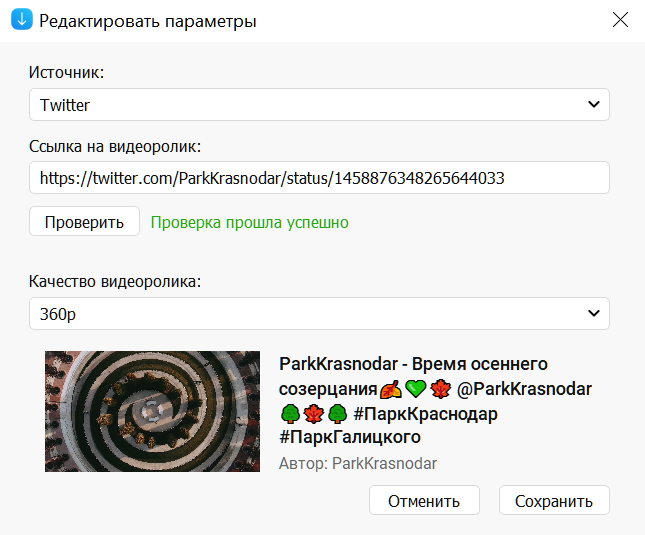 Редактировать параметры
Источник:
Twitter
Ссылка на видеоролик:
https://twitter.com/ParkKrasnodar/status/1458876348265644033
Проверить Проверка прошла успешно
Качество видеоролика:
360p
ParkKrasnodar - Время осеннего
созерцания🍂💚🍁 @ParkKrasnodar
🌳🍁🌳 #ПаркКраснодар
#ПаркГалицкого
Автор: ParkKrasnodar
Отменить Сохранить